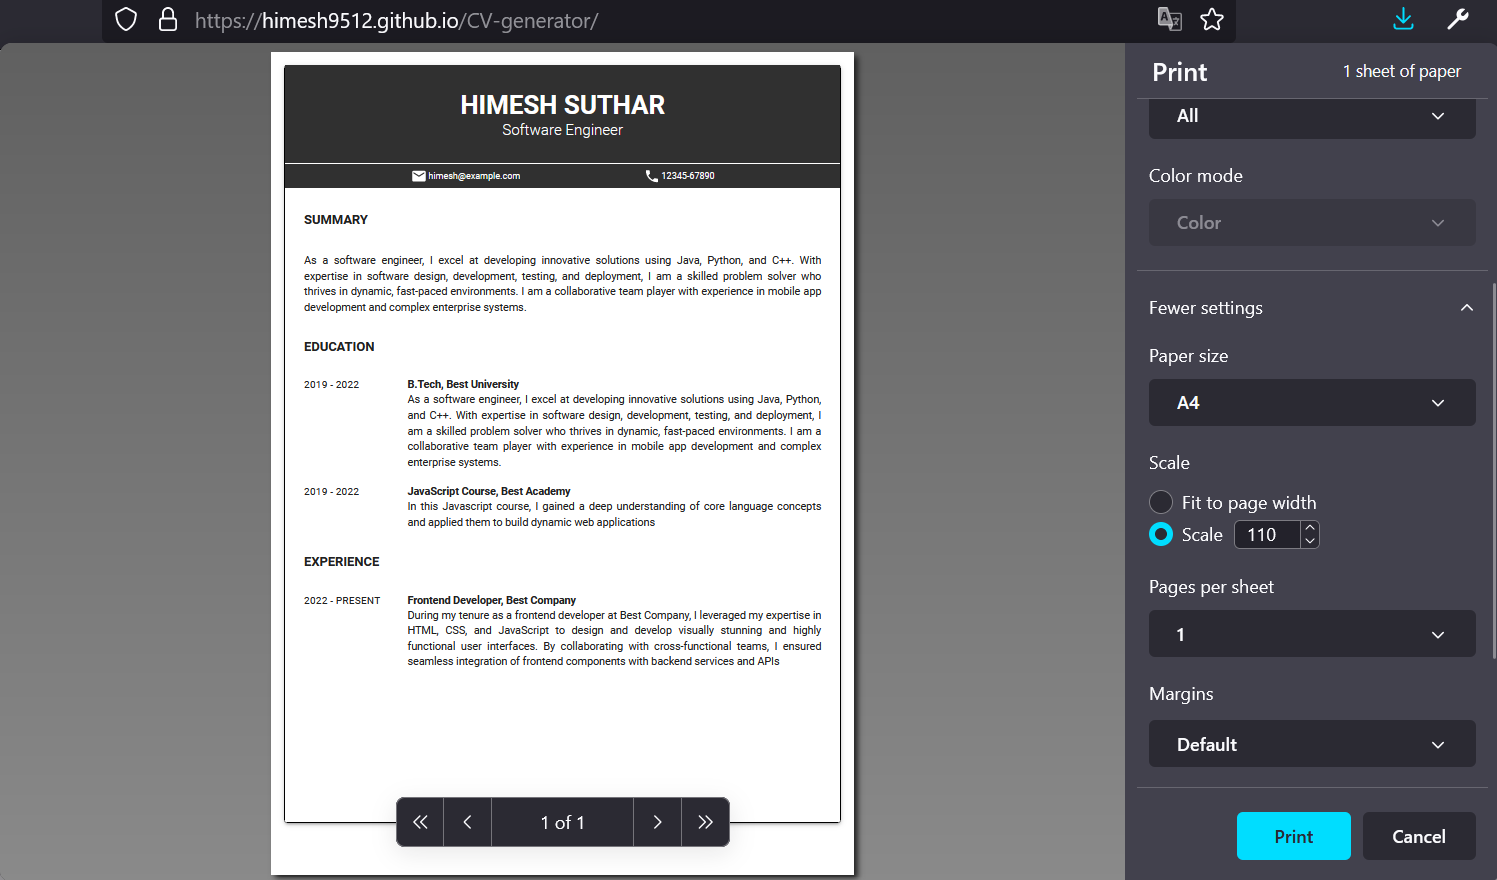 https://himesh9512.github.io/CV-generator/
HIMESH SUTHAR
Software Engineer
himesh@example.com
12345-67890
SUMMARY
As a software engineer, I excel at developing innovative solutions using Java, Python, and C++. With
expertise in software design, development, testing, and deployment, I am a skilled problem solver who
thrives in dynamic, fast-paced environments. I am a collaborative team player with experience in mobile app
development and complex enterprise systems.
EDUCATION
2019 - 2022
B.Tech, Best University
As a software engineer, I excel at developing innovative solutions using Java, Python,
and C++. With expertise in software design, development, testing, and deployment, I
am a skilled problem solver who thrives in dynamic, fast-paced environments. I am a
collaborative team player with experience in mobile app development and complex
enterprise systems.
2019 - 2022
JavaScript Course, Best Academy
In this Javascript course, I gained a deep understanding of core language concepts
and applied them to build dynamic web applications
EXPERIENCE
2022 - PRESENT
Frontend Developer, Best Company
During my tenure as a frontend developer at Best Company, I leveraged my expertise in
HTML, CSS, and JavaScript to design and develop visually stunning and highly
functional user interfaces. By collaborating with cross-functional teams, I ensured
seamless integration of frontend components with backend services and APIs
1 of 1
Print
1 sheet of paper
All
Color mode
Color
Fewer settings
Paper size
A4
Scale
Fit to page width
Scale
110
Pages per sheet
1
Margins
Default
Print
Cancel